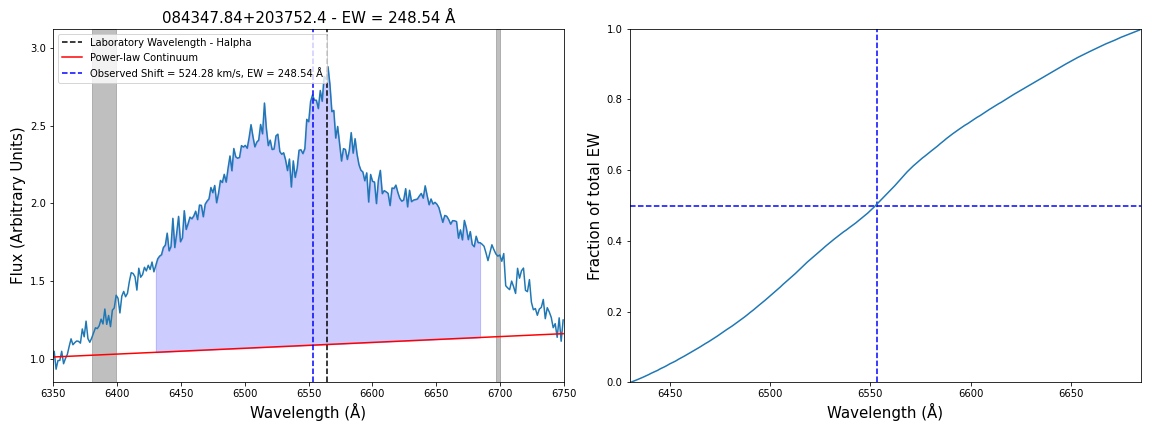 084347.84+203752.4 - EW = 248.54 Å
Laboratory Wavelength - Halpha
Power-law Continuum
Observed Shift = 524.28 km/s, EW = 248.54 Å
Flux (Arbitrary Units)
3.0
2.5
2.0
1.5
1.0
6350 6400 6450 6500 6550 6600 6650 6700 6750
Wavelength (Å)
Fraction of total EW
1.0
0.8
0.6
0.4
0.2
0.0
6450 6500 6550 6600 6650
Wavelength (Å)